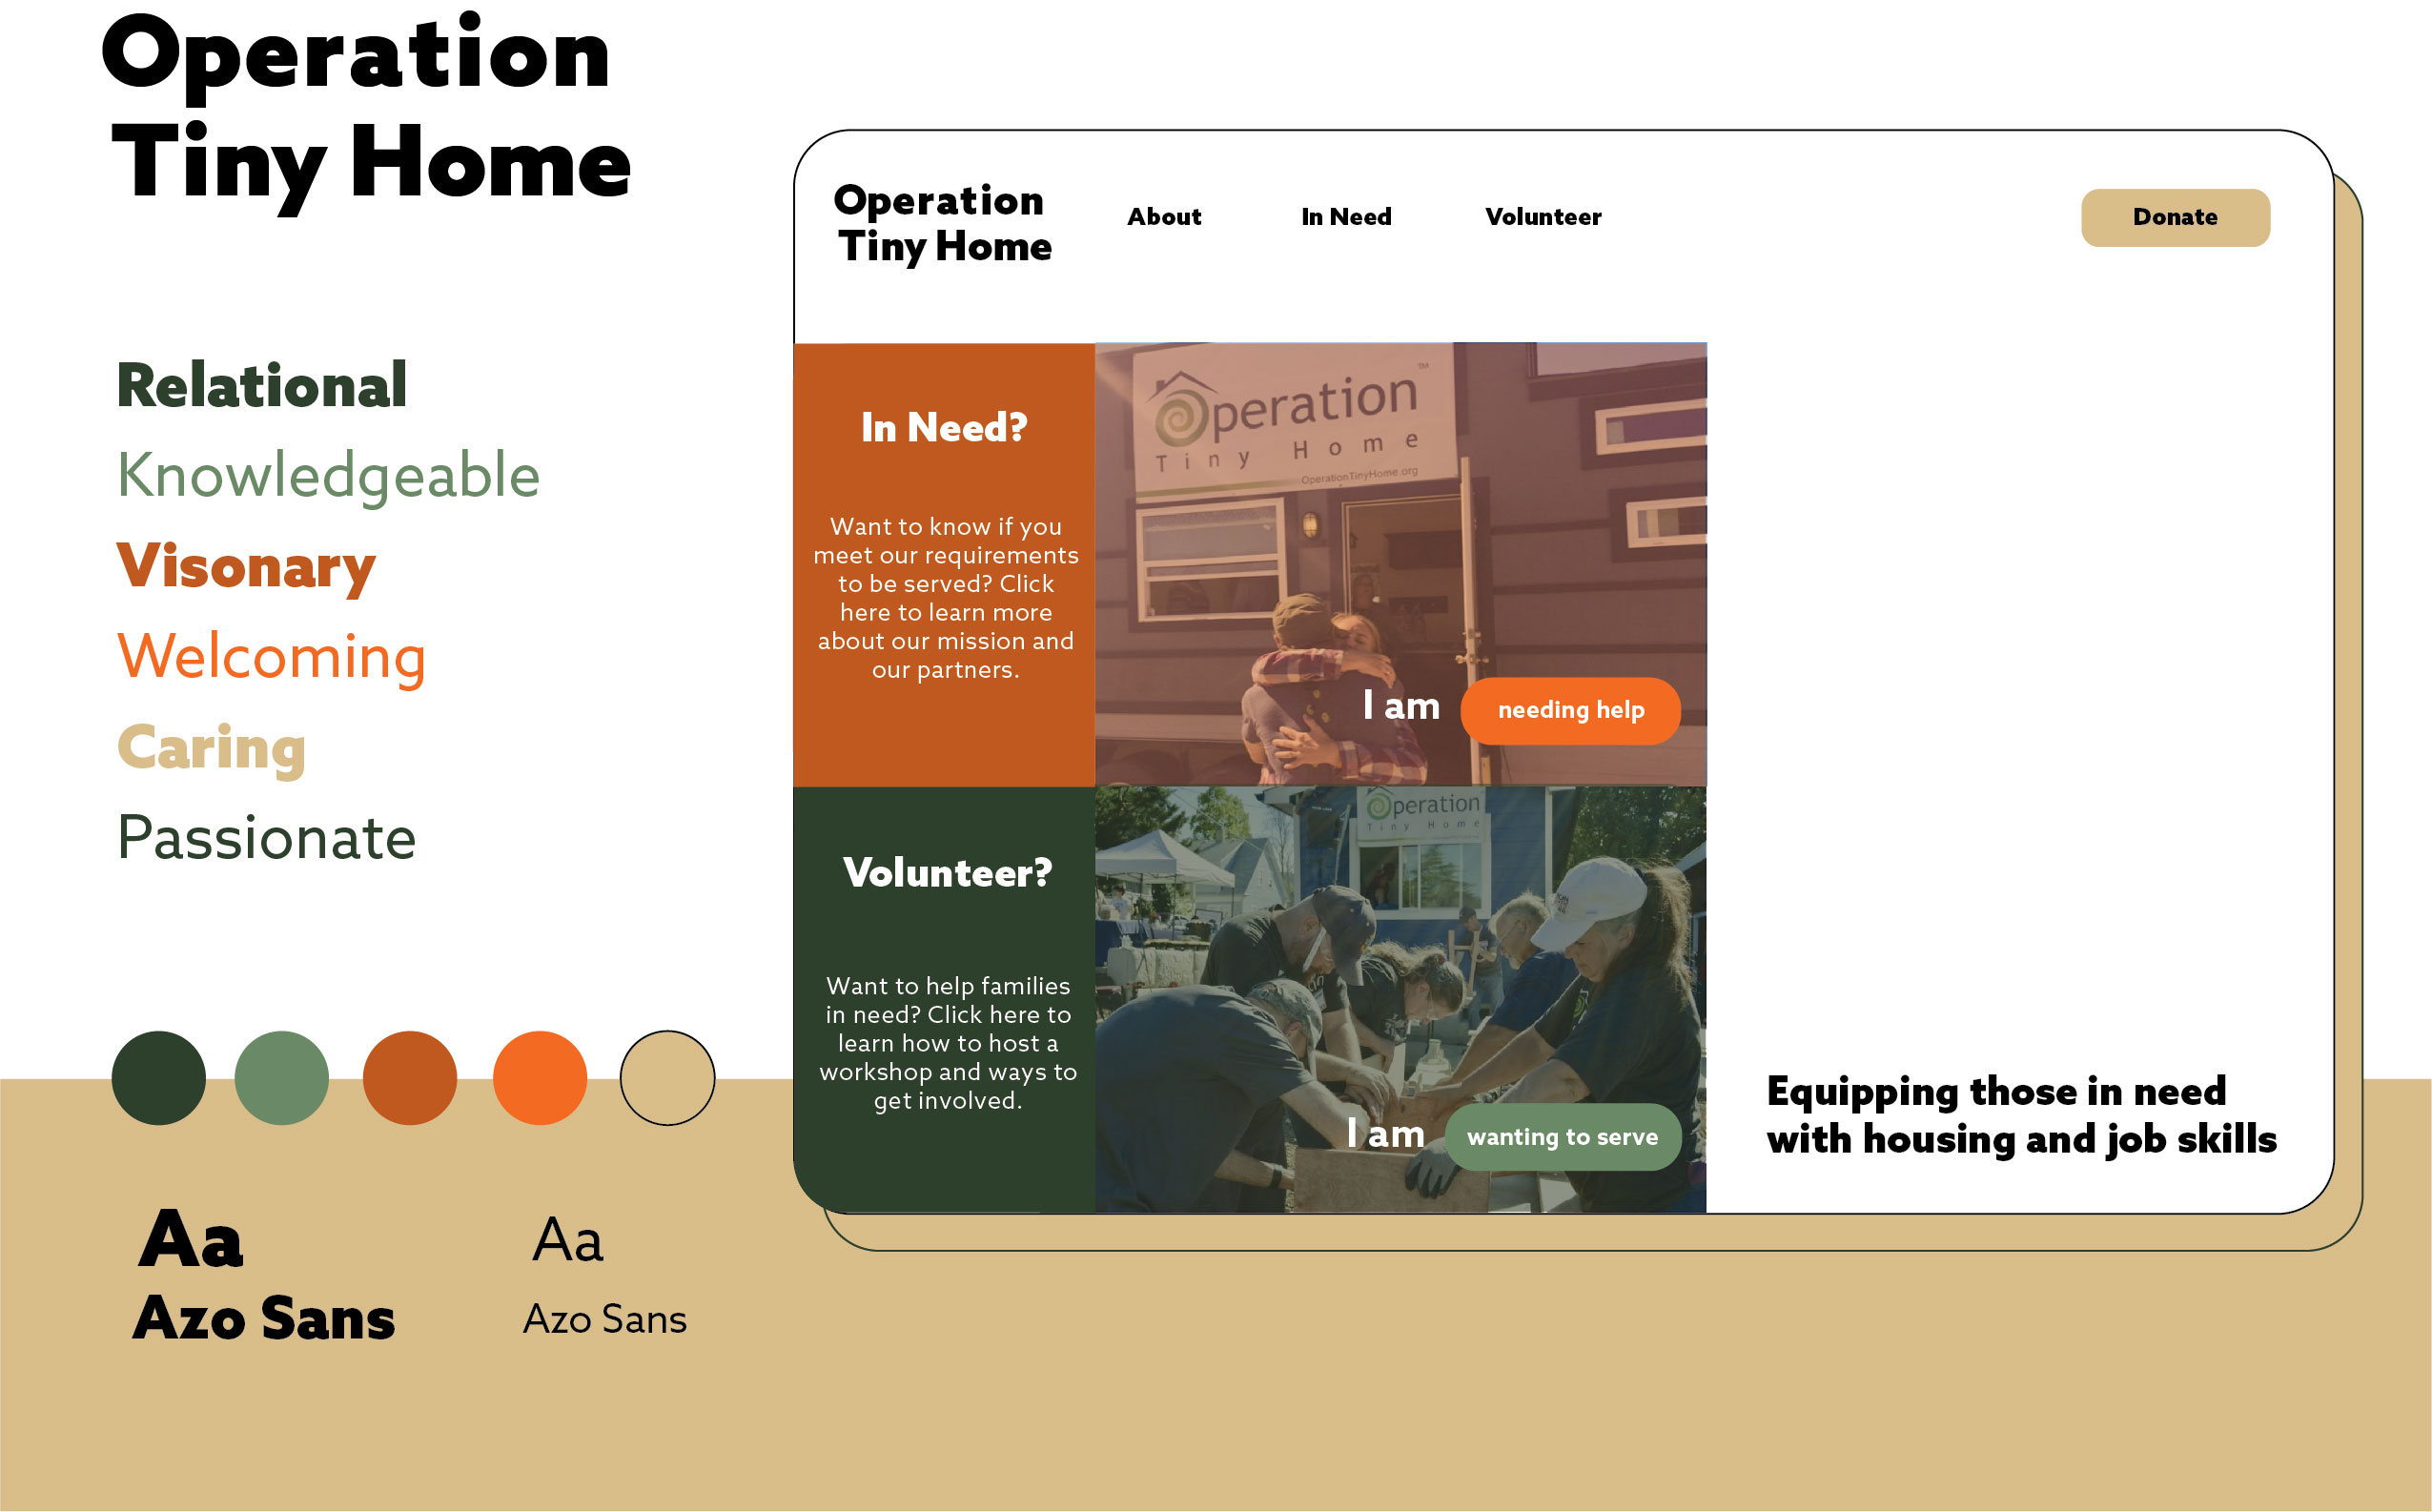 Operation
Tiny Home
Relational
Knowledgeable
Visonary
Welcoming
Caring
Passionate
Aa
Azo Sans
Aa
Azo Sans
Operation
Tiny Home
About
In Need
Volunteer
Donate
In Need?
Want to know if you
meet our requirements
to be served? Click
here to learn more
about our mission and
our partners.
Operation™
Tiny Home
OperationTinyHome.org
I am
needing help
Volunteer?
Want to help families
in need? Click here to
learn how to host a
workshop and ways to
get involved.
Operation
Tiny Home
I am
wanting to serve
Equipping those in need
with housing and job skills